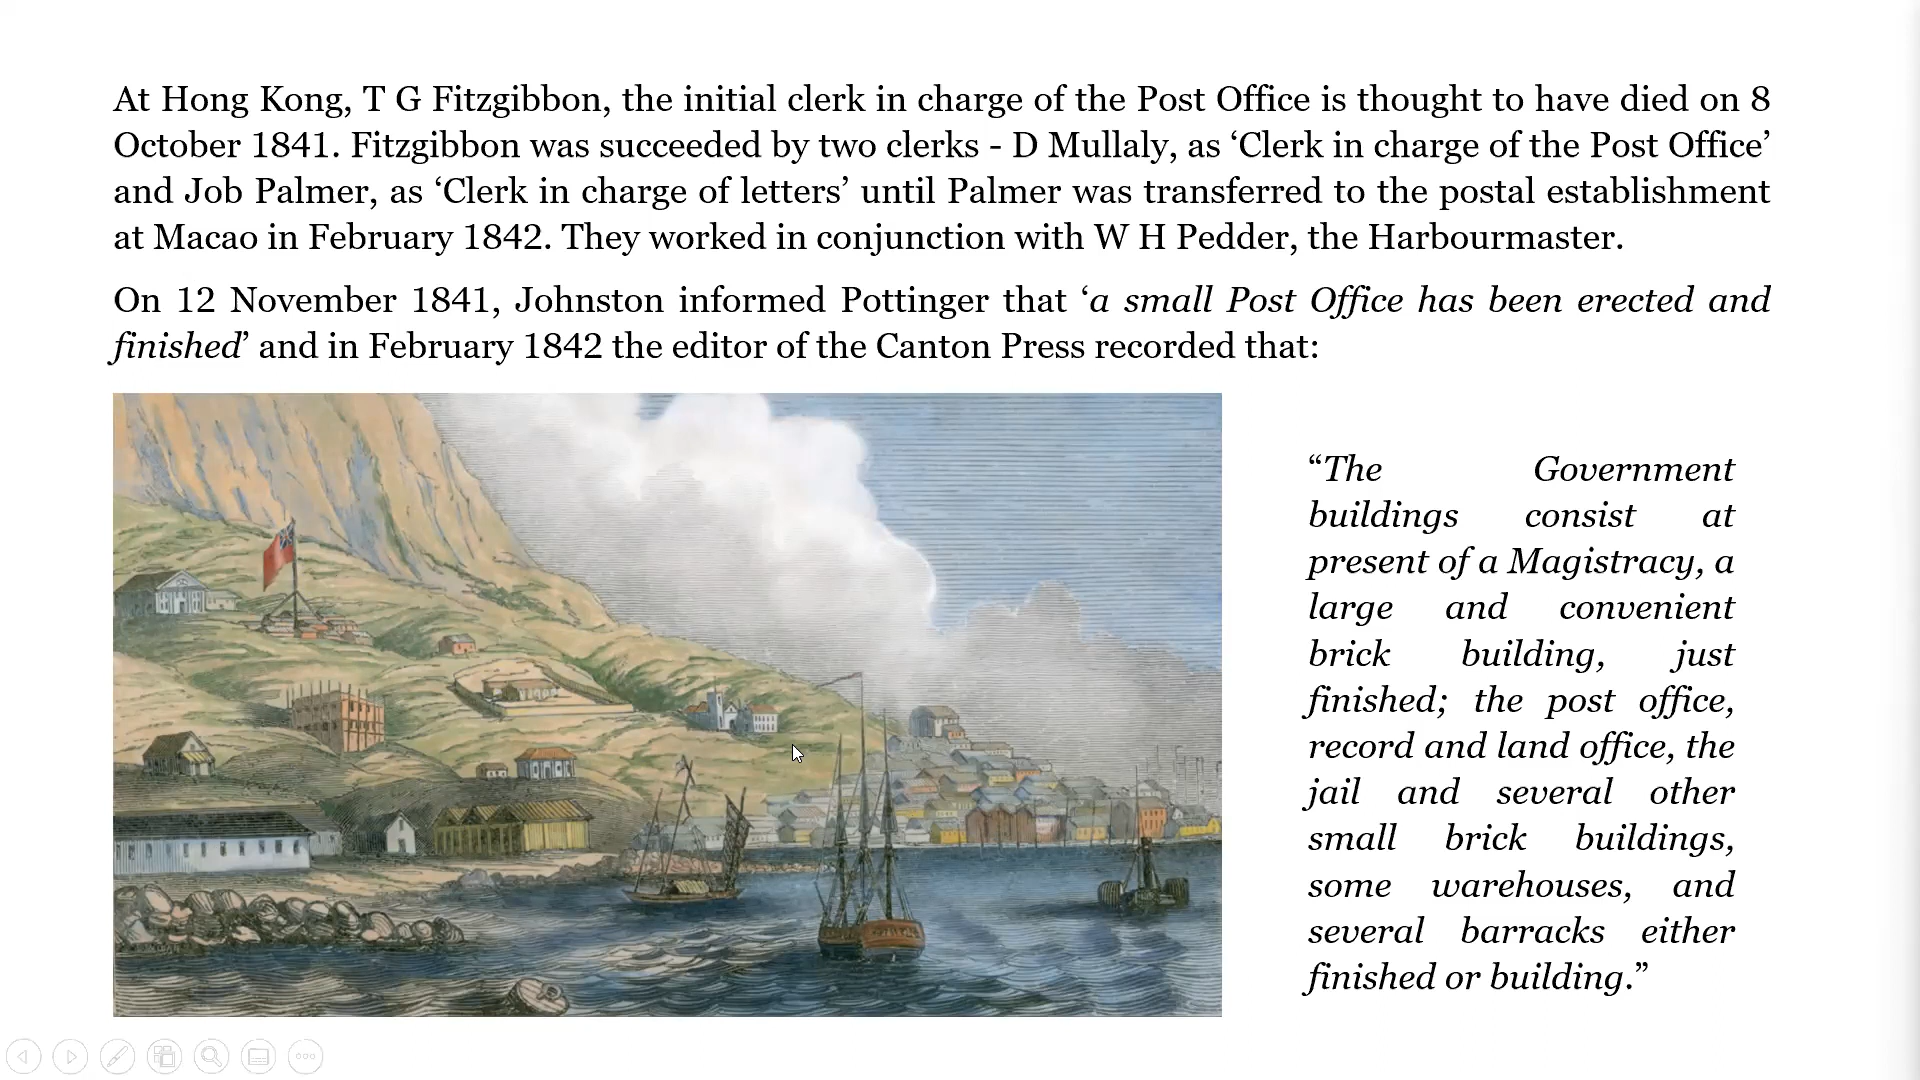 At Hong Kong, T G Fitzgibbon, the initial clerk in charge of the Post Office is thought to have died on 8
October 1841. Fitzgibbon was succeeded by two clerks - D Mullaly, as ‘Clerk in charge of the Post Office’
and Job Palmer, as ‘Clerk in charge of letters’ until Palmer was transferred to the postal establishment
at Macao in February 1842. They worked in conjunction with W H Pedder, the Harbourmaster.
On 12 November 1841, Johnston informed Pottinger that ‘a small Post Office has been erected and
finished’ and in February 1842 the editor of the Canton Press recorded that:
“The Government
buildings consist at
present of a Magistracy, a
large and convenient
brick building, just
finished; the post office,
record and land office, the
jail and several other
small brick buildings,
some warehouses, and
several barracks either
finished or building.”